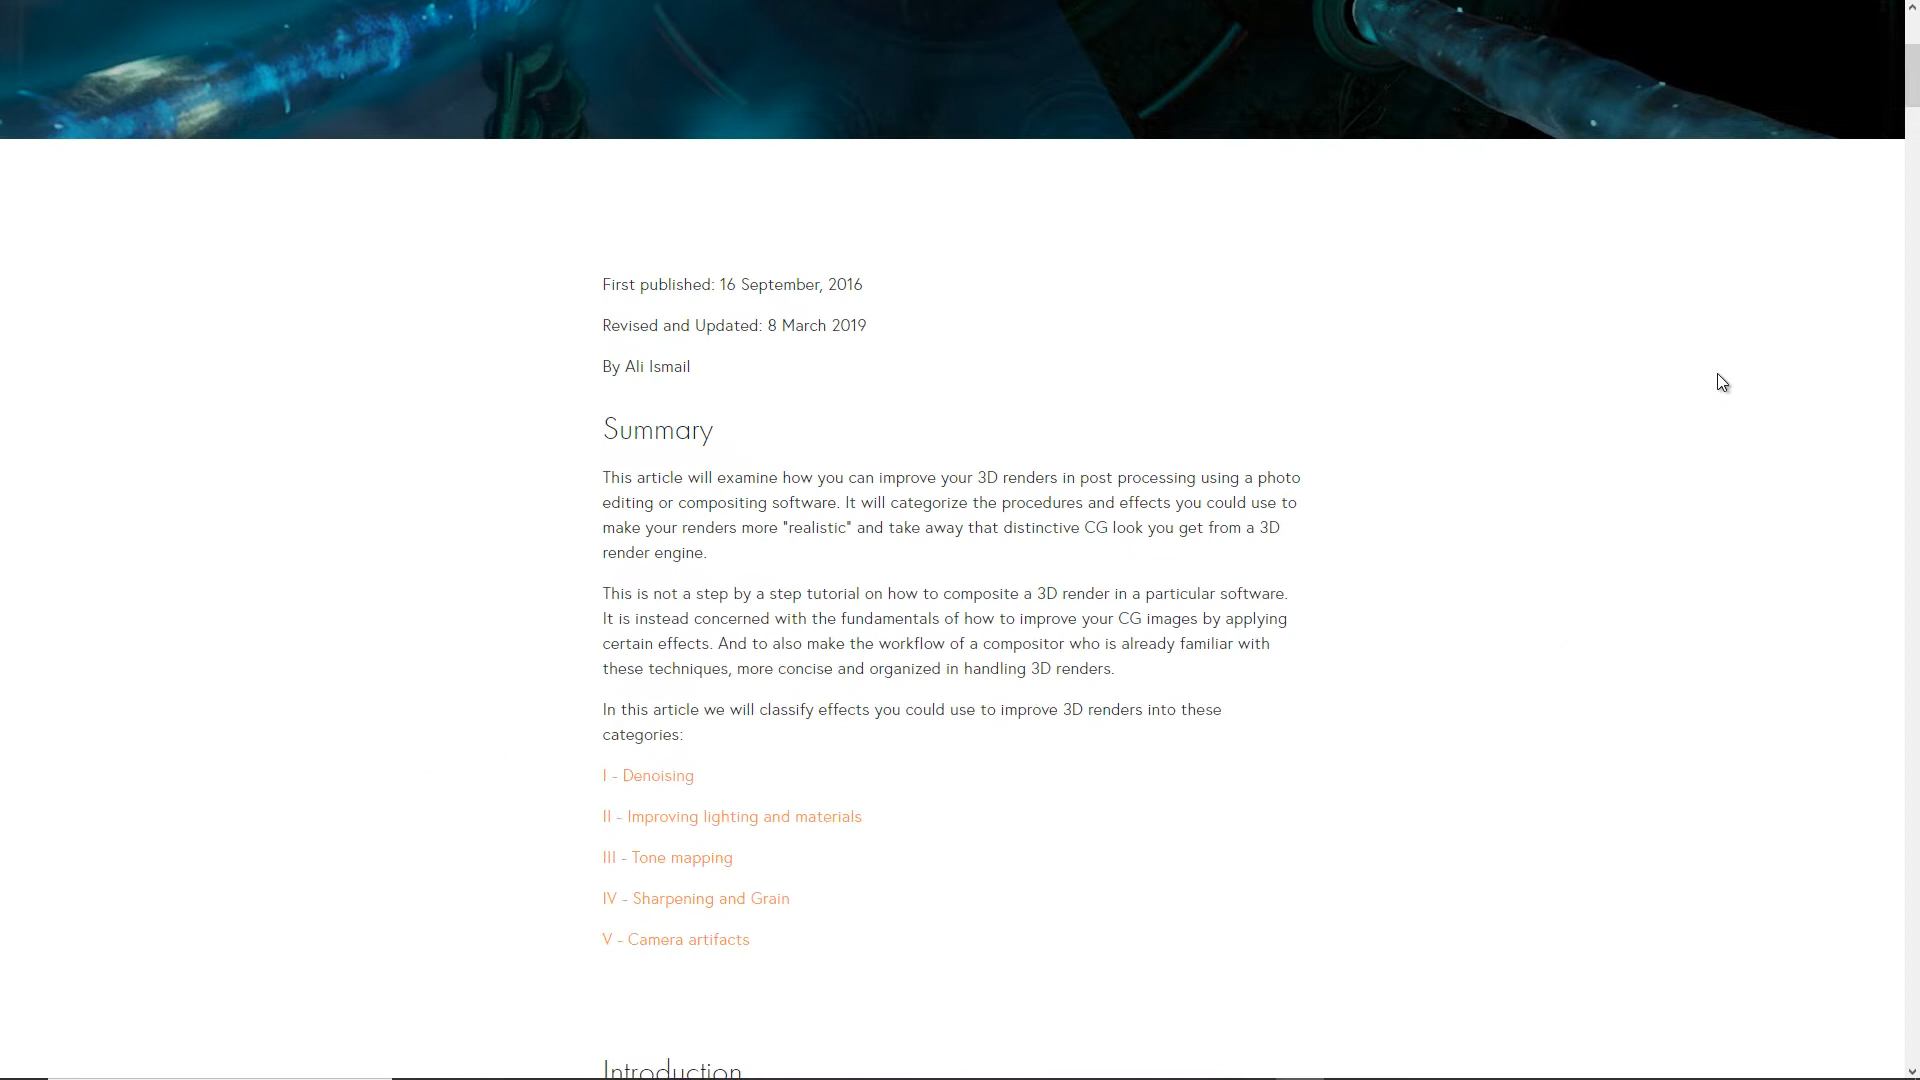 First published: 16 September, 2016
Revised and Updated: 8 March 2019
By Ali Ismail
Summary
This article will examine how you can improve your 3D renders in post processing using a photo
editing or compositing software. It will categorize the procedures and effects you could use to
make your renders more "realistic" and take away that distinctive CG look you get from a 3D
render engine.
This is not a step by a step tutorial on how to composite a 3D render in a particular software.
It is instead concerned with the fundamentals of how to improve your CG images by applying
certain effects. And to also make the workflow of a compositor who is already familiar with
these techniques, more concise and organized in handling 3D renders.
In this article we will classify effects you could use to improve 3D renders into these
categories:
I - Denoising
II - Improving lighting and materials
III - Tone mapping
IV - Sharpening and Grain
V - Camera artifacts
Introduction